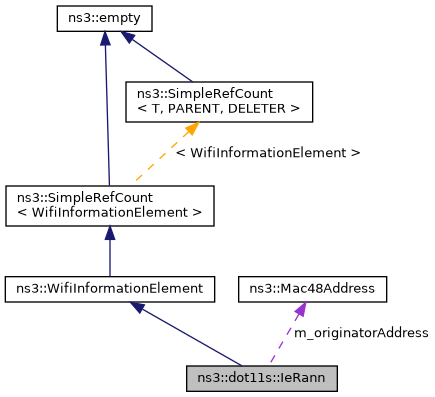 ns3::empty
ns3::SimpleRefCount
< T, PARENT, DELETER >
< WifiInformationElement >
ns3::SimpleRefCount
< WifiInformationElement >
ns3::WifiInformationElement
ns3::Mac48Address
m_originatorAddress
ns3::dot11s::IeRann